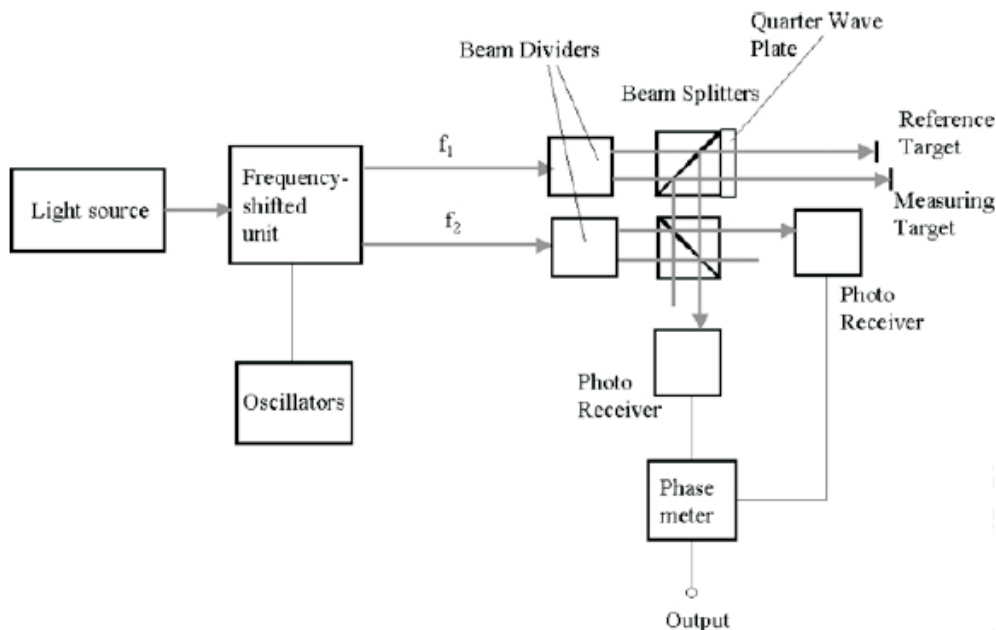 Quarter Wave
Plate
Beam Dividers
Beam Splitters
Reference
Target
f1
Light source
Frequency-
shifted
unit
Measuring
Target
f2
Photo
Receiver
Oscillators
Photo
Receiver
Phase
meter
Output